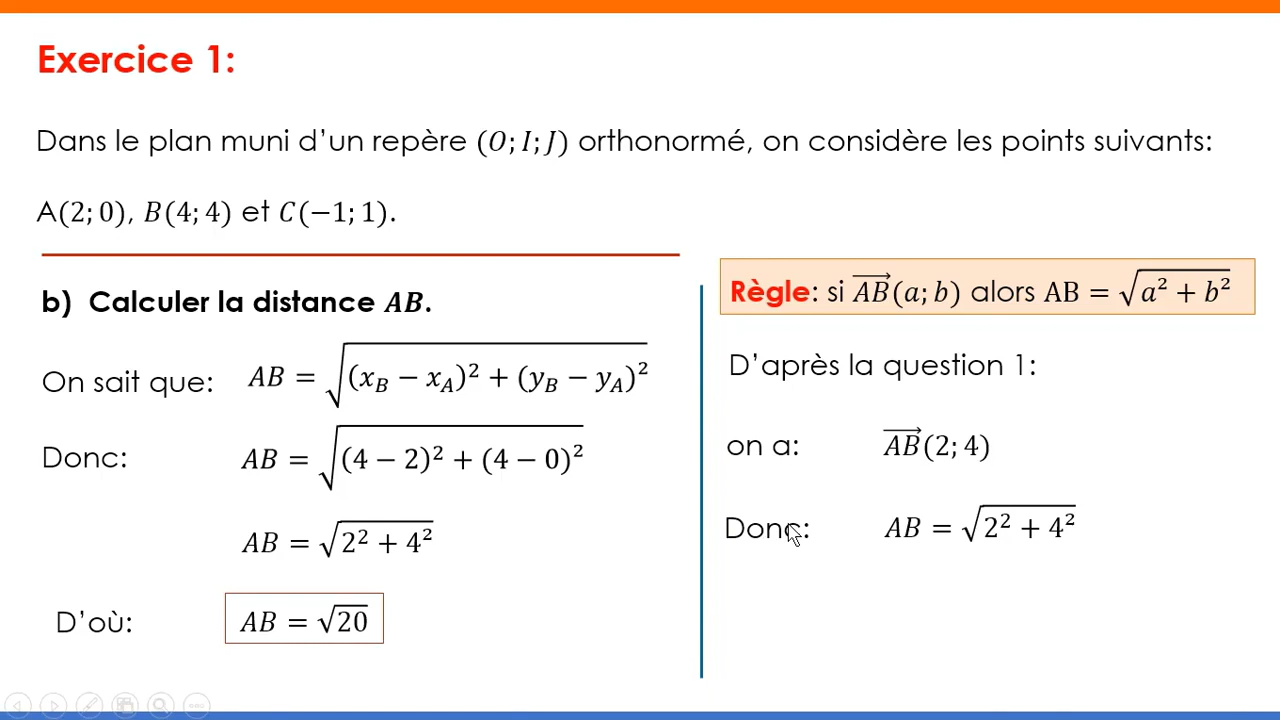 Exercice 1:
Dans le plan muni d’un repère (O; I; J) orthonormé, on considère les points suivants:
A(2; 0), B(4; 4) et C(−1; 1).
b) Calculer la distance AB.
On sait que: AB = √((x_B − x_A)² + (y_B − y_A)²)
Donc: AB = √((4 − 2)² + (4 − 0)²)
AB = √(2² + 4²)
D’où: AB = √20
Règle: si \overrightarrow{AB}(a; b) alors AB = √(a² + b²)
D’après la question 1:
on a: \overrightarrow{AB}(2; 4)
Donc: AB = √(2² + 4²)